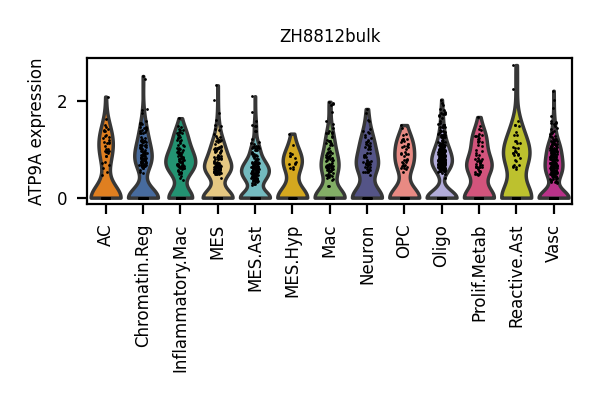 ZH8812bulk
ATP9A expression
2
0
AC
Chromatin.Reg
Inflammatory.Mac
MES
MES.Ast
MES.Hyp
Mac
Neuron
OPC
Oligo
Prolif.Metab
Reactive.Ast
Vasc